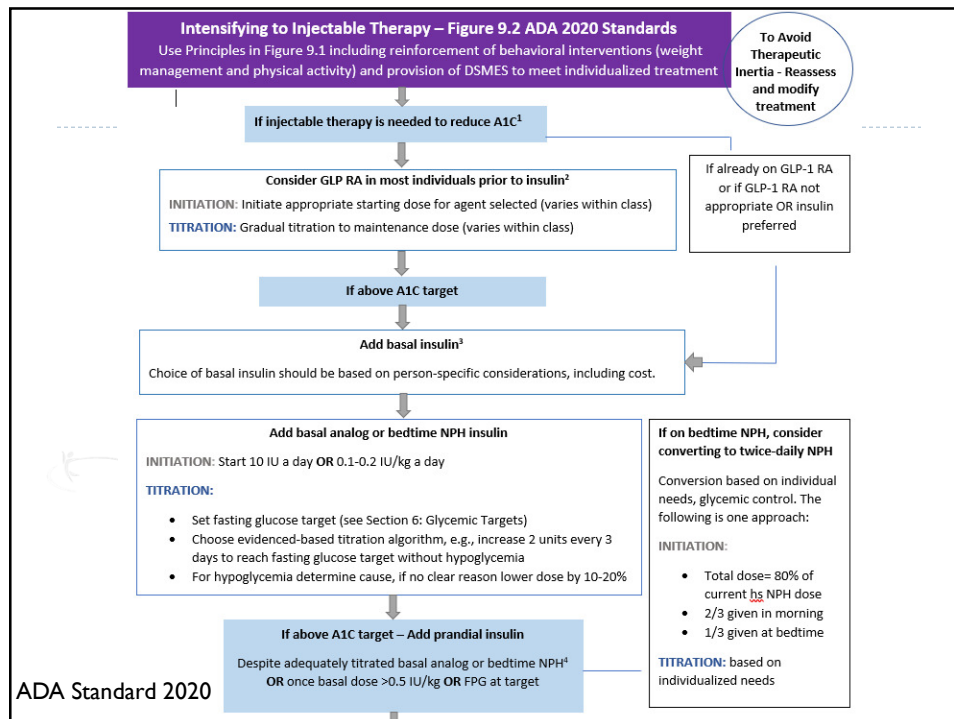 Intensifying to Injectable Therapy – Figure 9.2 ADA 2020 Standards
Use Principles in Figure 9.1 including reinforcement of behavioral interventions (weight
management and physical activity) and provision of DSMES to meet individualized treatment
To Avoid
Therapeutic
Inertia - Reassess
and modify
treatment
If injectable therapy is needed to reduce A1C¹
Consider GLP RA in most individuals prior to insulin²
INITIATION: Initiate appropriate starting dose for agent selected (varies within class)
TITRATION: Gradual titration to maintenance dose (varies within class)
If already on GLP-1 RA
or if GLP-1 RA not
appropriate OR insulin
preferred
If above A1C target
Add basal insulin³
Choice of basal insulin should be based on person-specific considerations, including cost.
Add basal analog or bedtime NPH insulin
INITIATION: Start 10 IU a day OR 0.1-0.2 IU/kg a day
TITRATION:
• Set fasting glucose target (see Section 6: Glycemic Targets)
• Choose evidenced-based titration algorithm, e.g., increase 2 units every 3
days to reach fasting glucose target without hypoglycemia
• For hypoglycemia determine cause, if no clear reason lower dose by 10-20%
If on bedtime NPH, consider
converting to twice-daily NPH
Conversion based on individual
needs, glycemic control. The
following is one approach:
INITIATION:
• Total dose= 80% of
current hs NPH dose
• 2/3 given in morning
• 1/3 given at bedtime
TITRATION: based on
individualized needs
If above A1C target – Add prandial insulin
Despite adequately titrated basal analog or bedtime NPH⁴
OR once basal dose >0.5 IU/kg OR FPG at target
ADA Standard 2020